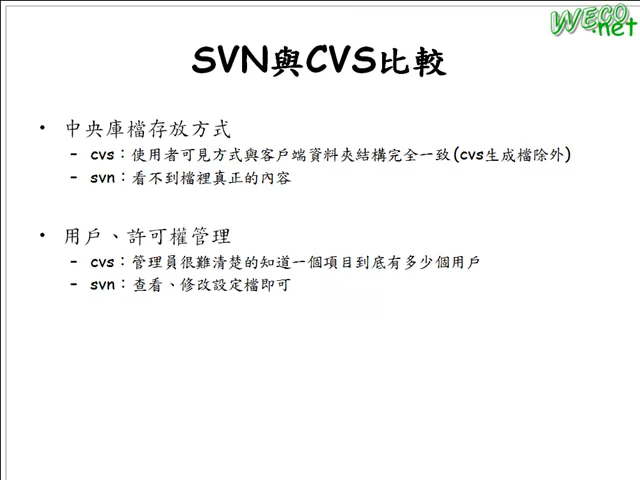 WECO.net
SVN與CVS比較
• 中央庫檔存放方式
– cvs：使用者可見方式與客戶端資料夾結構完全一致(cvs生成檔除外)
– svn：看不到檔裡真正的內容
• 用戶、許可權管理
– cvs：管理員很難清楚的知道一個項目到底有多少個用戶
– svn：查看、修改設定檔即可